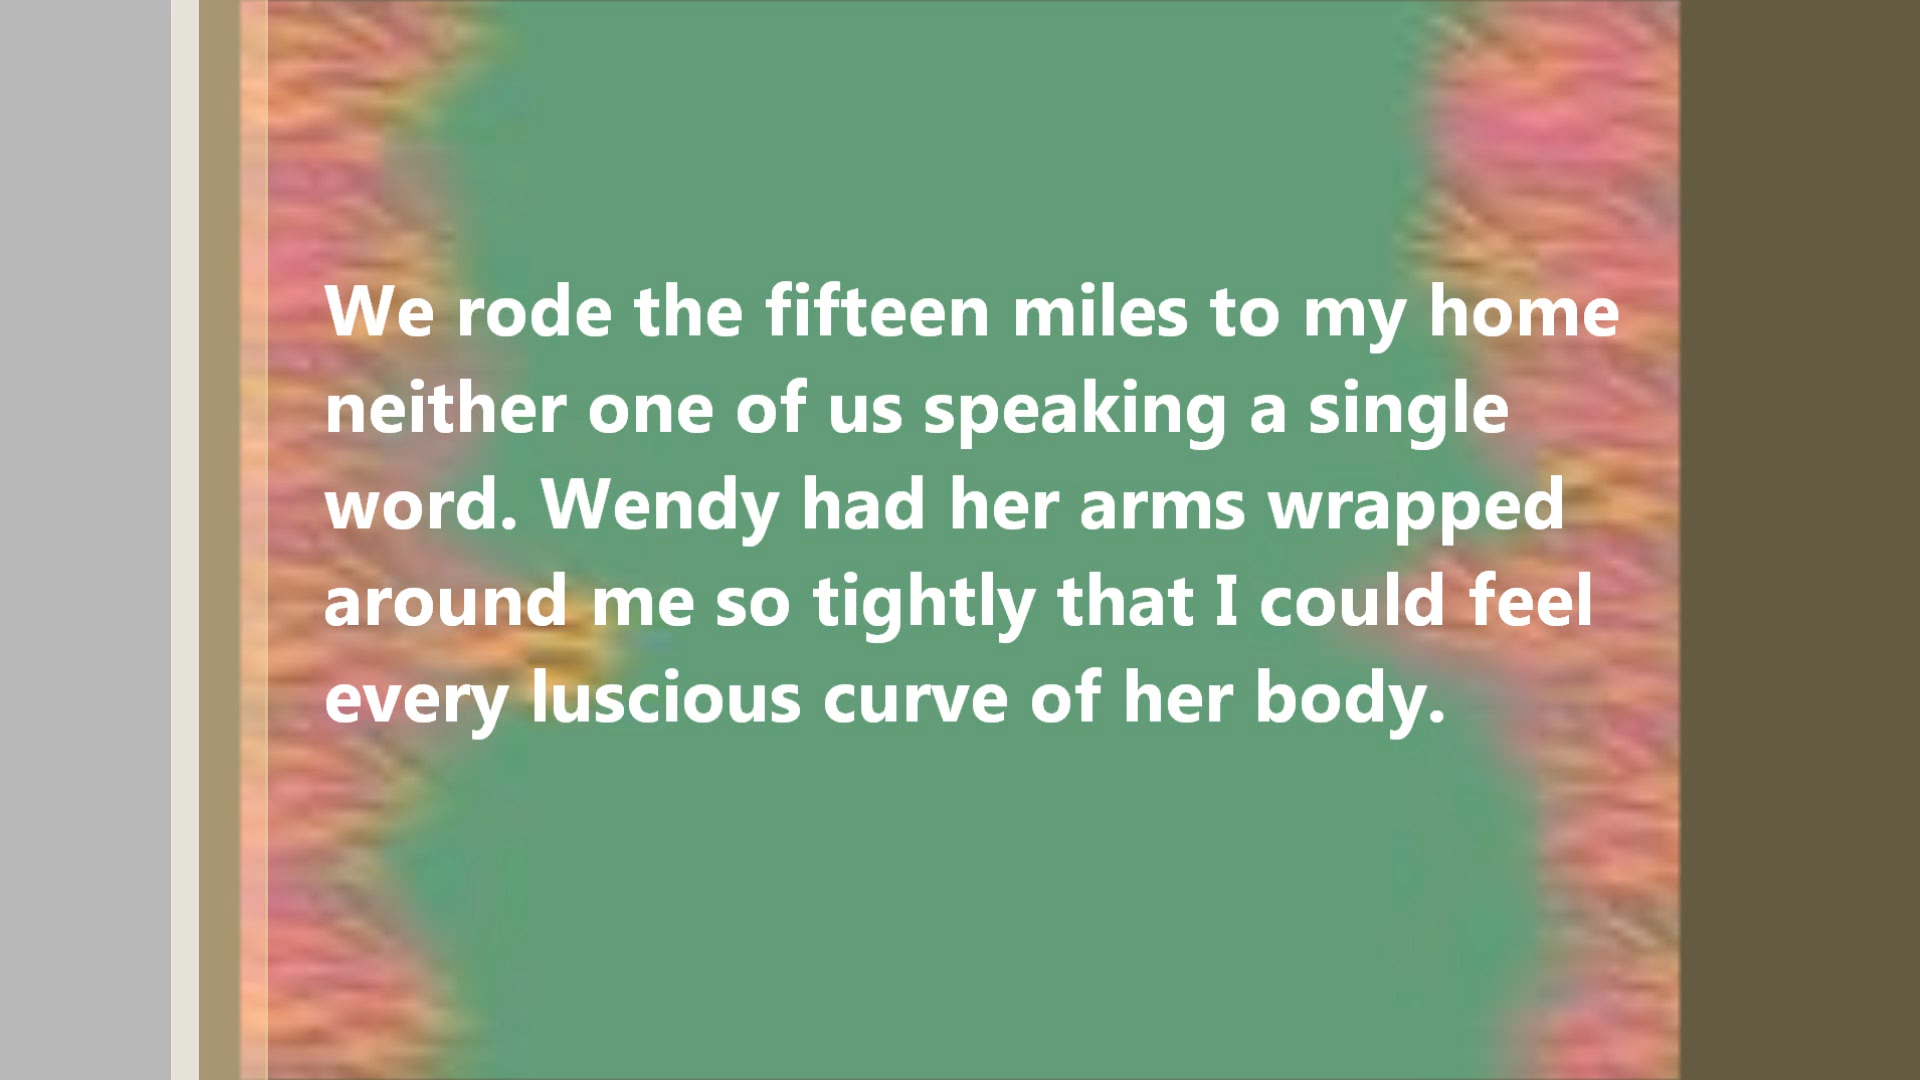 We rode the fifteen miles to my home
neither one of us speaking a single
word. Wendy had her arms wrapped
around me so tightly that I could feel
every luscious curve of her body.